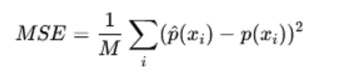 MSE = \frac{1}{M} \sum_{i} (\hat{p}(x_i) − p(x_i))^2